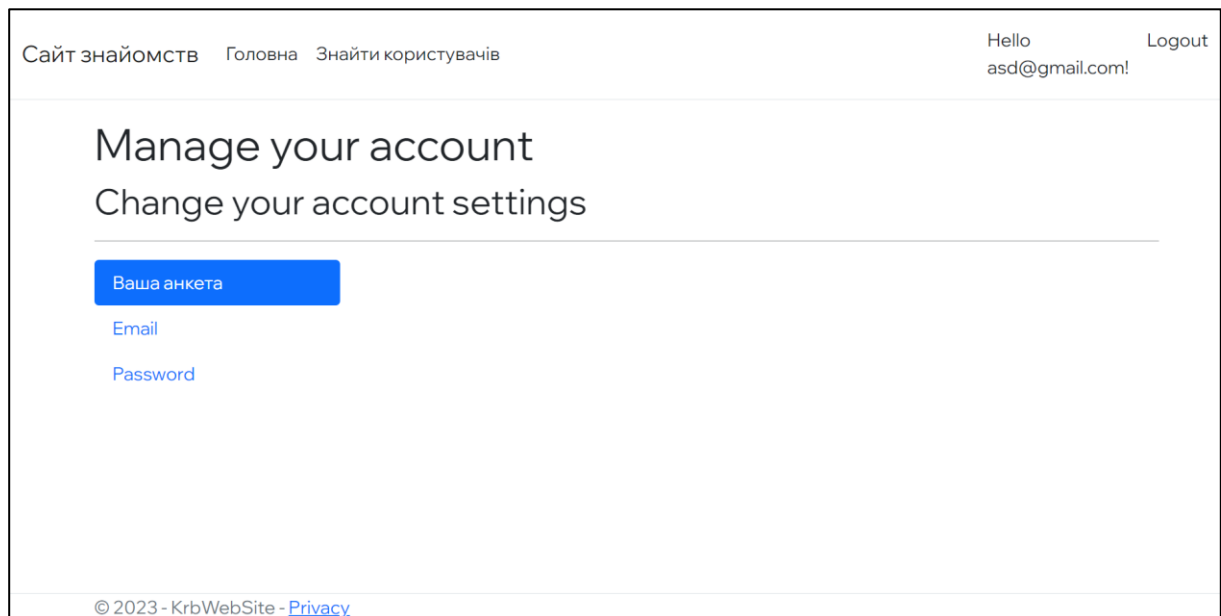 Сайт знайомств Головна Знайти користувачів Hello Logout
asd@gmail.com!
Manage your account
Change your account settings
Ваша анкета
Email
Password
© 2023 - KrbWebSite - Privacy